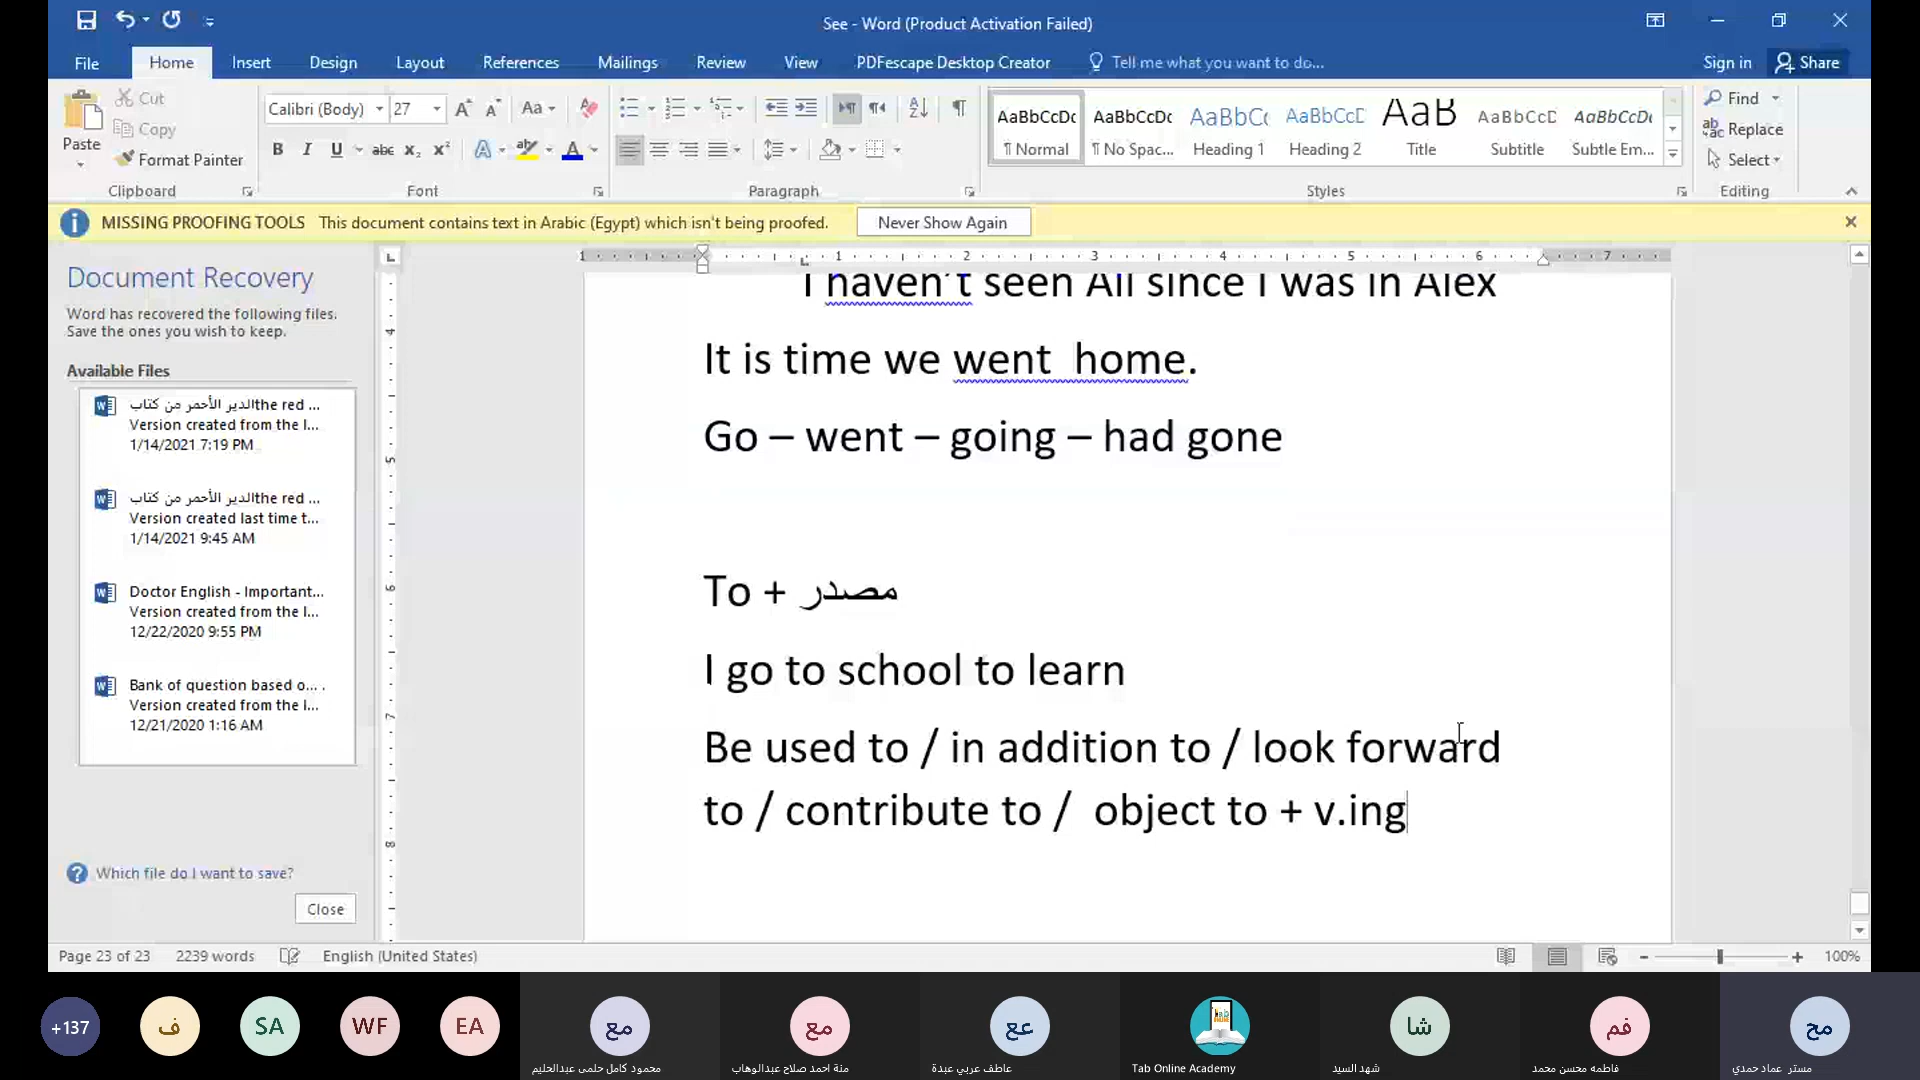 See - Word (Product Activation Failed)
File Home Insert Design Layout References Mailings Review View PDFescape Desktop Creator Tell me what you want to do... Sign in Share
Paste Cut Copy Format Painter
Calibri (Body) 27
AaBbCcDc AaBbCcDc AaBbCc AaBbCcD AaB AaBbCcD AaBbCcDc
¶ Normal ¶ No Spac... Heading 1 Heading 2 Title Subtitle Subtle Em...
Find
Replace
Select
Clipboard Font Paragraph Styles Editing
MISSING PROOFING TOOLS This document contains text in Arabic (Egypt) which isn't being proofed. Never Show Again
Document Recovery
Word has recovered the following files.
Save the ones you wish to keep.
Available Files
الدير الأحمر من كتاب the red ...
Version created from the l...
1/14/2021 7:19 PM
الدير الأحمر من كتاب the red ...
Version created last time t...
1/14/2021 9:45 AM
Doctor English - Important...
Version created from the l...
12/22/2020 9:55 PM
Bank of question based o... .
Version created from the l...
12/21/2020 1:16 AM
Which file do I want to save?
Close
I haven't seen Ali since I was in Alex
It is time we went home.
Go – went – going – had gone
To + مصدر
I go to school to learn
Be used to / in addition to / look forward
to / contribute to / object to + v.ing
Page 23 of 23 2239 words English (United States) 100%
+137 ف SA WF EA مع مع عع شا فم مح
محمود كامل حلمى عبدالحليم
منة احمد صلاح عبدالوهاب
عاطف عربي عبدة
Tab Online Academy
شهد السيد
فاطمه محسن محمد
مستر عماد حمدي